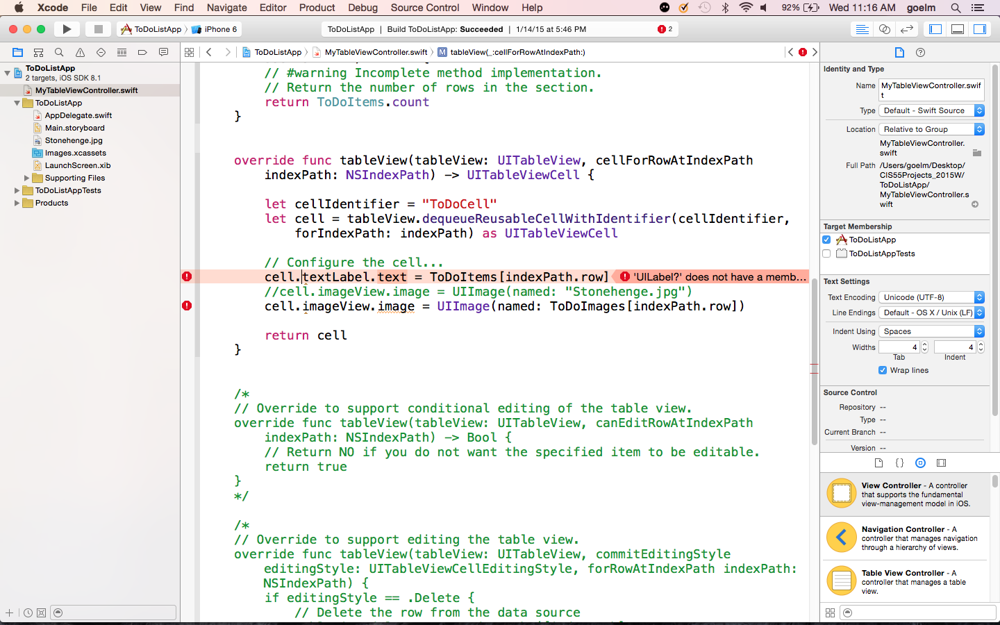 Xcode File Edit View Find Navigate Editor Product Debug Source Control Window Help 92% Wed 11:16 AM goelm
ToDoListApp iPhone 6 ToDoListApp | Build ToDoListApp: Succeeded | 1/14/15 at 5:46 PM 2
ToDoListApp MyTableViewController.swift M tableView(_:cellForRowAtIndexPath:)
ToDoListApp
2 targets, iOS SDK 8.1
MyTableViewController.swift
ToDoListApp
AppDelegate.swift
Main.storyboard
Stonehenge.jpg
Images.xcassets
LaunchScreen.xib
Supporting Files
ToDoListAppTests
Products
// #warning Incomplete method implementation.
// Return the number of rows in the section.
return ToDoItems.count
}
override func tableView(tableView: UITableView, cellForRowAtIndexPath
indexPath: NSIndexPath) -> UITableViewCell {
let cellIdentifier = "ToDoCell"
let cell = tableView.dequeueReusableCellWithIdentifier(cellIdentifier,
forIndexPath: indexPath) as UITableViewCell
// Configure the cell...
cell.textLabel.text = ToDoItems[indexPath.row] 'UILabel?' does not have a memb...
//cell.imageView.image = UIImage(named: "Stonehenge.jpg")
cell.imageView.image = UIImage(named: ToDoImages[indexPath.row])
return cell
}
/*
// Override to support conditional editing of the table view.
override func tableView(tableView: UITableView, canEditRowAtIndexPath
indexPath: NSIndexPath) -> Bool {
// Return NO if you do not want the specified item to be editable.
return true
}
*/
/*
// Override to support editing the table view.
override func tableView(tableView: UITableView, commitEditingStyle
editingStyle: UITableViewCellEditingStyle, forRowAtIndexPath indexPath:
NSIndexPath) {
if editingStyle == .Delete {
// Delete the row from the data source
Identity and Type
Name MyTableViewController.swif
t
Type Default - Swift Source
Location Relative to Group
MyTableViewController.
swift
Full Path /Users/goelm/Desktop/
CIS55Projects_2015W/
ToDoListApp/
MyTableViewController.s
wift
Target Membership
ToDoListApp
ToDoListAppTests
Text Settings
Text Encoding Unicode (UTF-8)
Line Endings Default - OS X / Unix (LF)
Indent Using Spaces
Widths 4 4
Tab Indent
Wrap lines
Source Control
Repository --
Type --
Current Branch --
Version --
{ }
View Controller - A controller
that supports the fundamental
view-management model in iOS.
Navigation Controller - A
controller that manages navigation
through a hierarchy of views.
Table View Controller - A
controller that manages a table
view.